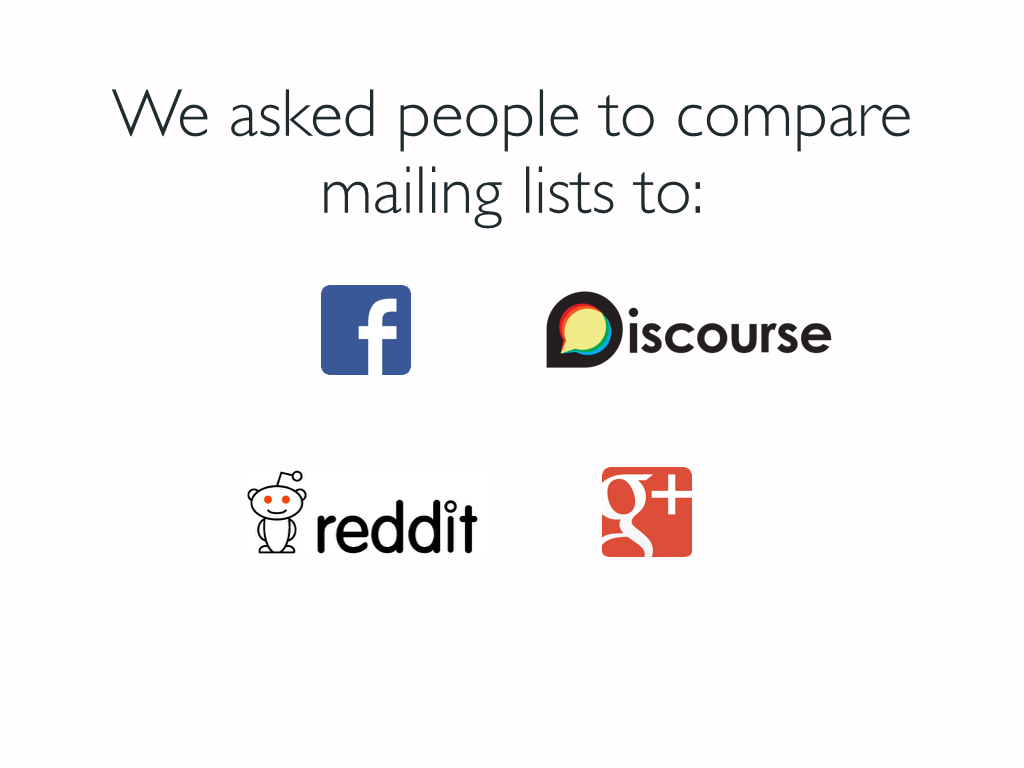 We asked people to compare
mailing lists to:
f
Discourse
reddit
g+